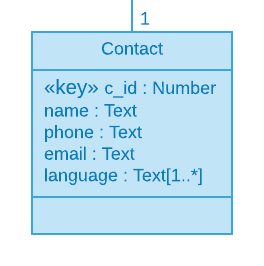 1
Contact
«key» c_id : Number
name : Text
phone : Text
email : Text
language : Text[1..*]